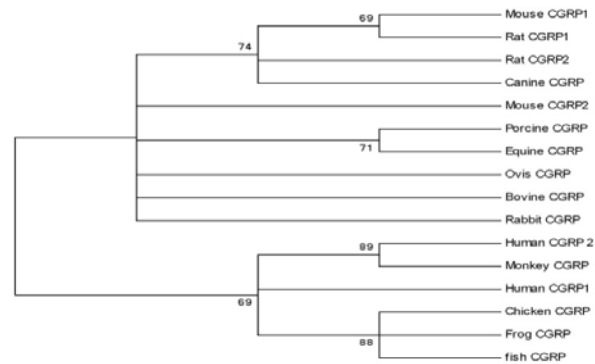 Mouse CGRP1
69
Rat CGRP1
74
Rat CGRP2
Canine CGRP
Mouse CGRP2
Porcine CGRP
71
Equine CGRP
Ovis CGRP
Bovine CGRP
Rabbit CGRP
Human CGRP 2
89
Monkey CGRP
Human CGRP1
69
Chicken CGRP
Frog CGRP
88
fish CGRP